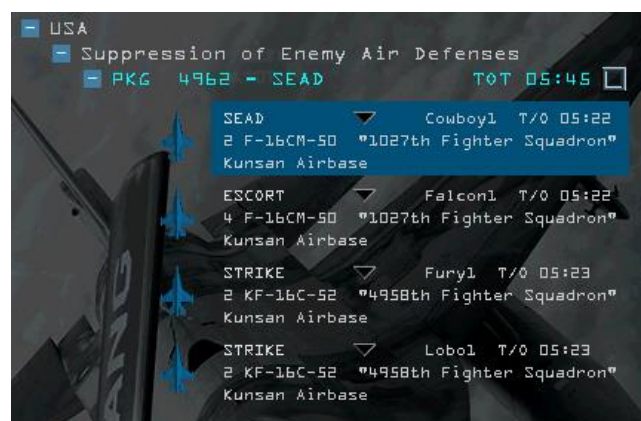 USA
Suppression of Enemy Air Defenses
PKG 4962 - SEAD TOT 05:45
SEAD Cowboy1 T/O 05:22
2 F-16CM-50 "1027th Fighter Squadron"
Kunsan Airbase
ESCORT Falcon1 T/O 05:22
4 F-16CM-50 "1027th Fighter Squadron"
Kunsan Airbase
STRIKE Fury1 T/O 05:23
2 KF-16C-52 "4958th Fighter Squadron"
Kunsan Airbase
STRIKE Lobo1 T/O 05:23
2 KF-16C-52 "4958th Fighter Squadron"
Kunsan Airbase
ANG